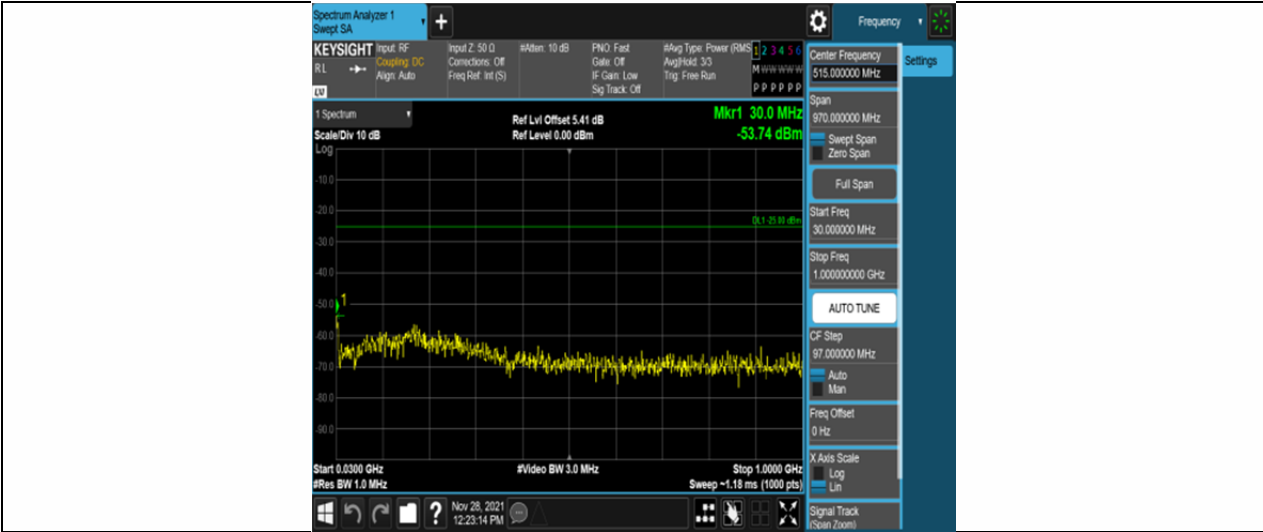 Spectrum Analyzer 1
Swept SA
Frequency
KEYSIGHT
RL
LV
Input: RF
Coupling: DC
Align: Auto
Input Z: 50 Ω
Corrections: Off
Freq Ref: Int (S)
#Atten: 10 dB
PNO: Fast
Gate: Off
IF Gain: Low
Sig Track: Off
#Avg Type: Power (RMS
Avg|Hold: 3/3
Trig: Free Run
1 2 3 4 5 6
M W W W W W
P P P P P P
1 Spectrum
Scale/Div 10 dB
Ref Lvl Offset 5.41 dB
Ref Level 0.00 dBm
Mkr1 30.0 MHz
-53.74 dBm
Log
-10.0
-20.0
DL1 -25.00 dBm
-30.0
-40.0
-50.0
1
-60.0
-70.0
-80.0
-90.0
Start 0.0300 GHz
#Res BW 1.0 MHz
#Video BW 3.0 MHz
Stop 1.0000 GHz
Sweep ~1.18 ms (1000 pts)
Nov 28, 2021
12:23:14 PM
Center Frequency
515.000000 MHz
Settings
Span
970.000000 MHz
Swept Span
Zero Span
Full Span
Start Freq
30.000000 MHz
Stop Freq
1.000000000 GHz
AUTO TUNE
CF Step
97.000000 MHz
Auto
Man
Freq Offset
0 Hz
X Axis Scale
Log
Lin
Signal Track
(Span Zoom)